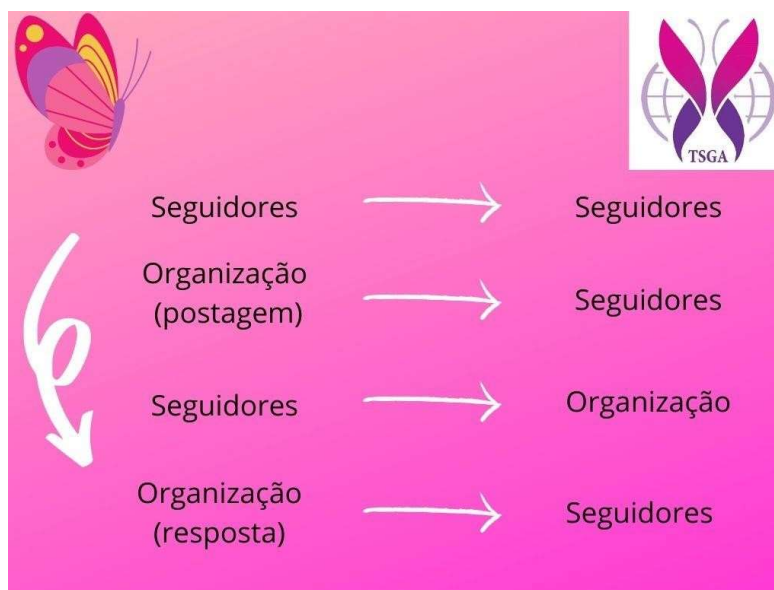 TSGA
Seguidores
Seguidores
Organização
(postagem)
Seguidores
Seguidores
Organização
Organização
(resposta)
Seguidores